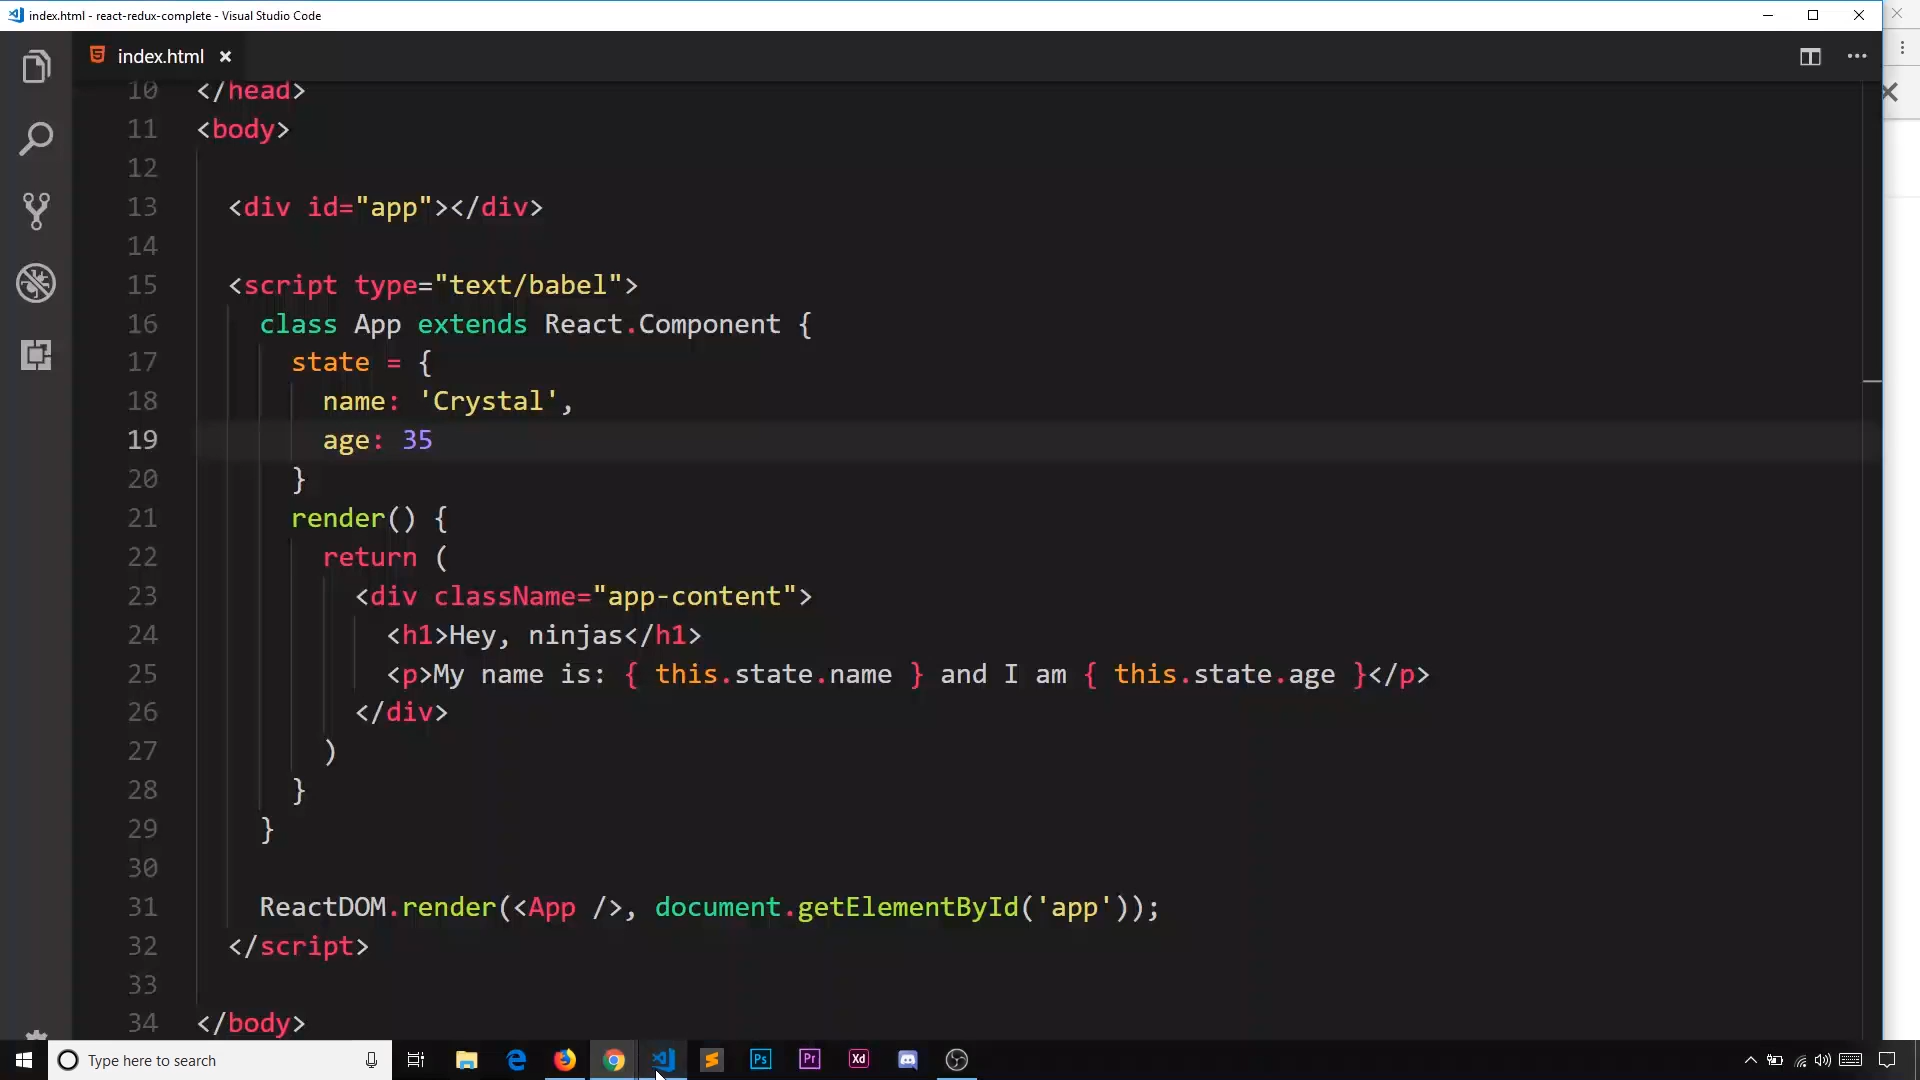 index.html - react-redux-complete - Visual Studio Code
index.html
10 </head>
11 <body>
12
13 <div id="app"></div>
14
15 <script type="text/babel">
16 class App extends React.Component {
17 state = {
18 name: 'Crystal',
19 age: 35
20 }
21 render() {
22 return (
23 <div className="app-content">
24 <h1>Hey, ninjas</h1>
25 <p>My name is: { this.state.name } and I am { this.state.age }</p>
26 </div>
27 )
28 }
29 }
30
31 ReactDOM.render(<App />, document.getElementById('app'));
32 </script>
33
34 </body>
Type here to search
Ps
Pr
Xd